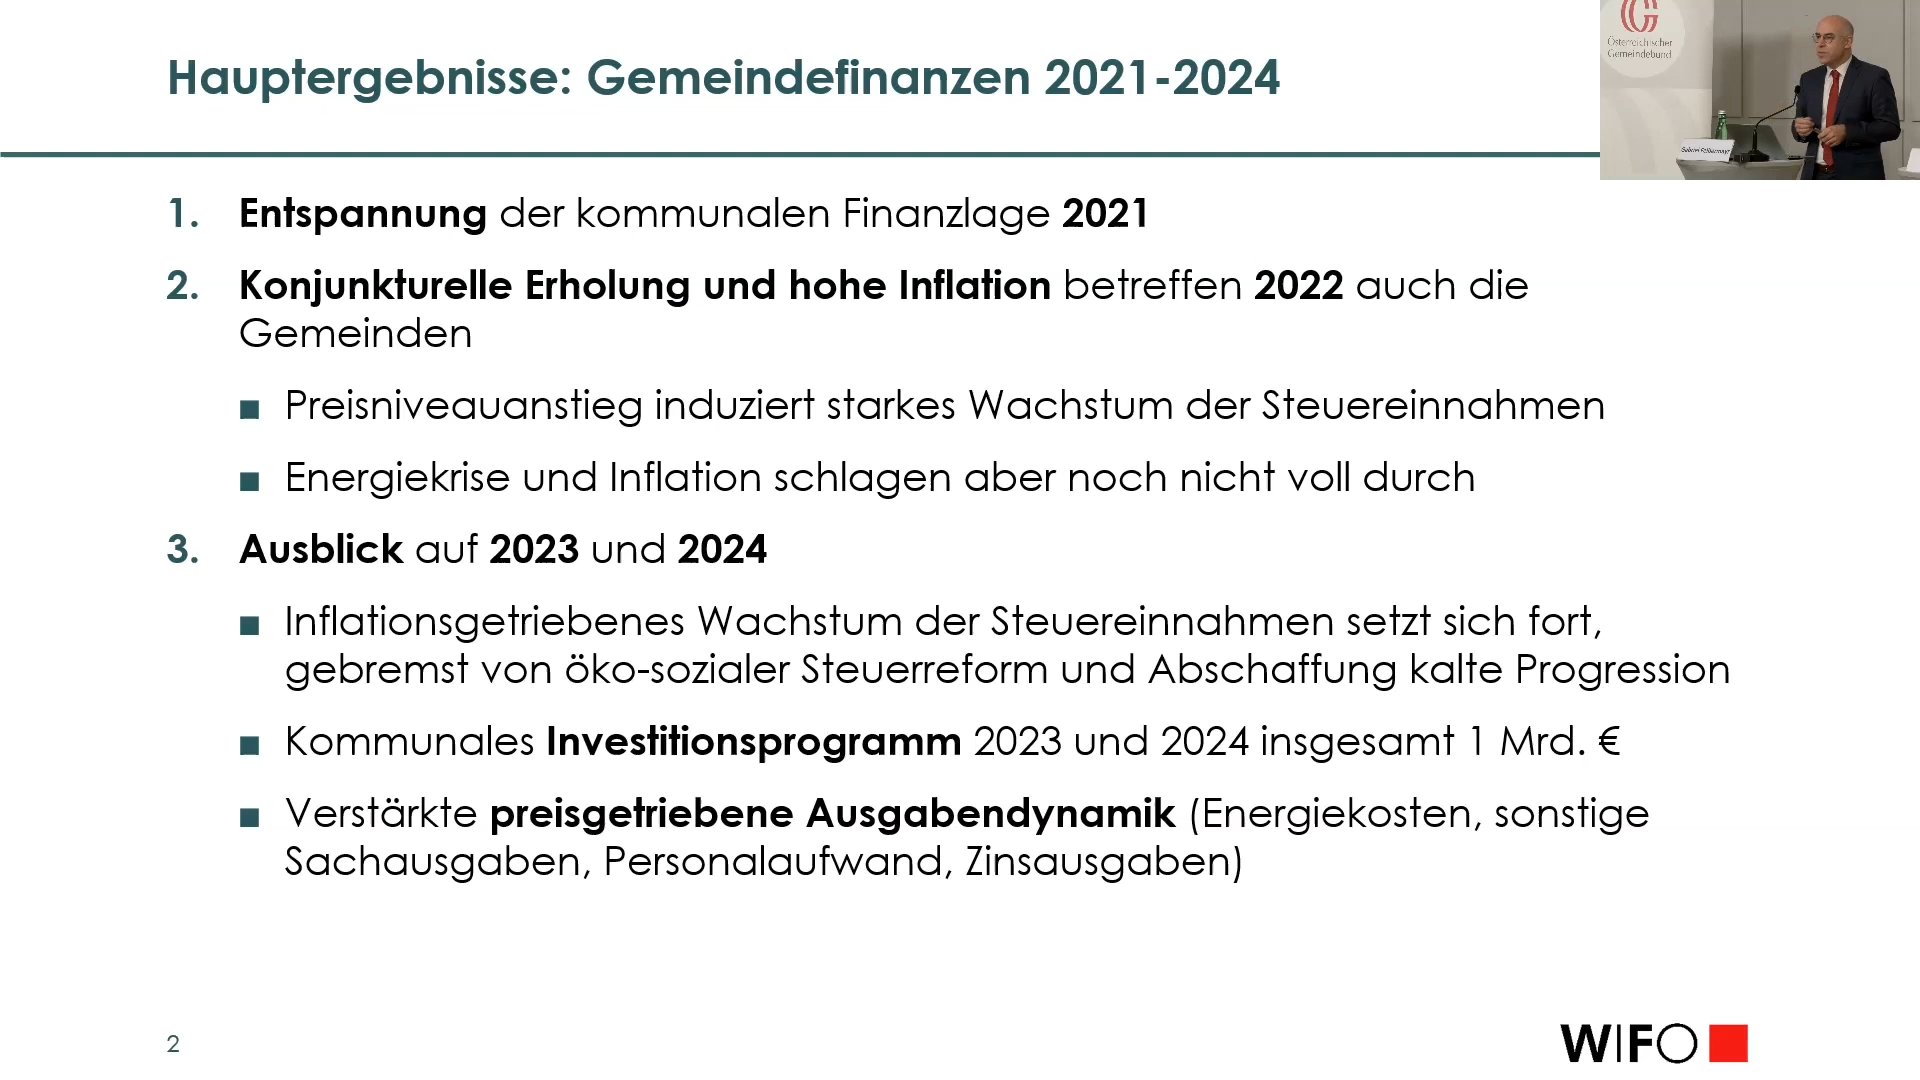 Hauptergebnisse: Gemeindefinanzen 2021-2024
Österreichischer
Gemeindebund
Gabriel Felbermayr
1. Entspannung der kommunalen Finanzlage 2021
2. Konjunkturelle Erholung und hohe Inflation betreffen 2022 auch die
Gemeinden
■ Preisniveauanstieg induziert starkes Wachstum der Steuereinnahmen
■ Energiekrise und Inflation schlagen aber noch nicht voll durch
3. Ausblick auf 2023 und 2024
■ Inflationsgetriebenes Wachstum der Steuereinnahmen setzt sich fort,
gebremst von öko-sozialer Steuerreform und Abschaffung kalte Progression
■ Kommunales Investitionsprogramm 2023 und 2024 insgesamt 1 Mrd. €
■ Verstärkte preisgetriebene Ausgabendynamik (Energiekosten, sonstige
Sachausgaben, Personalaufwand, Zinsausgaben)
2
WIFO